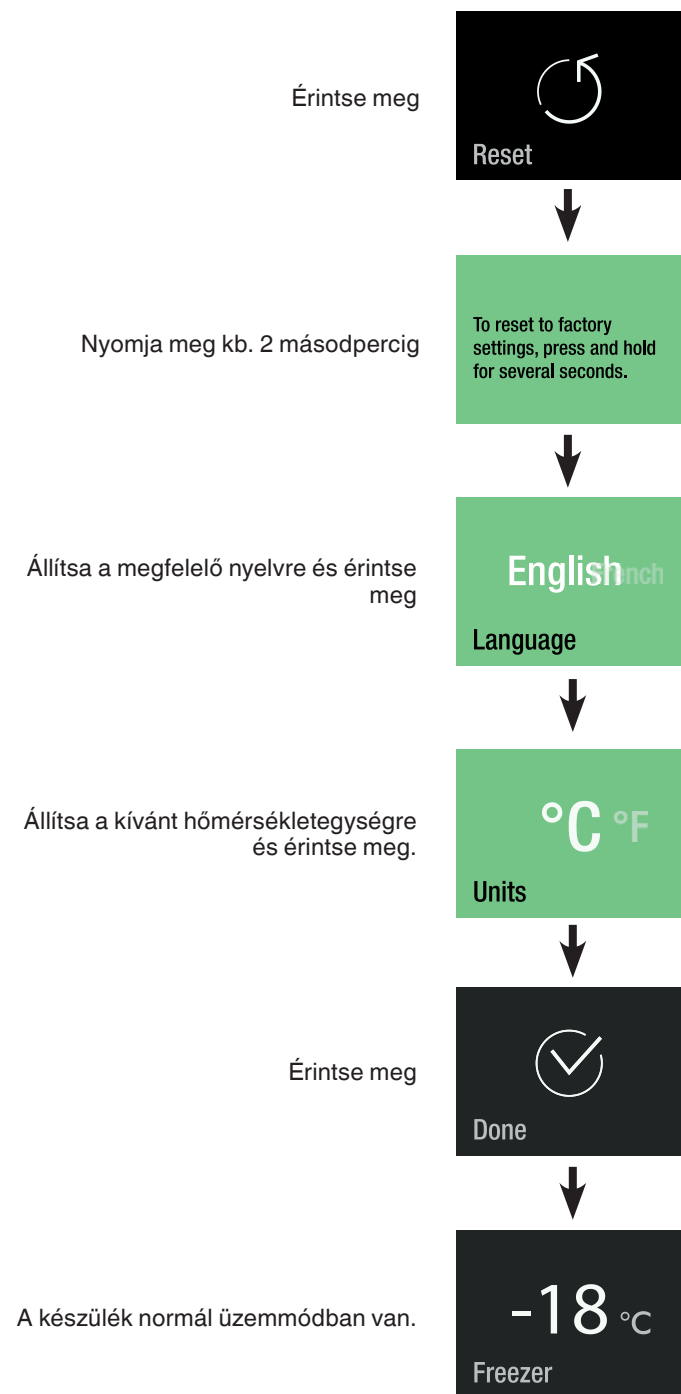 Érintse meg
Reset
Nyomja meg kb. 2 másodpercig
To reset to factory
settings, press and hold
for several seconds.
Állítsa a megfelelő nyelvre és érintse
meg
English French
Language
Állítsa a kívánt hőmérsékletegységre
és érintse meg.
°C °F
Units
Érintse meg
Done
A készülék normál üzemmódban van.
-18 °C
Freezer